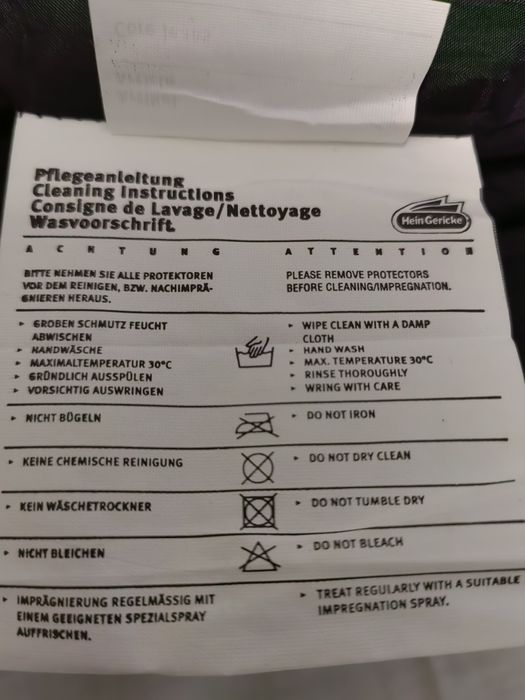 Pflegeanleitung
Cleaning Instructions
Consigne de Lavage/Nettoyage
Wasvoorschrift
Hein Gericke
ACHTUNG
ATTENTION
BITTE NEHMEN SIE ALLE PROTEKTOREN
VOR DEM REINIGEN, BZW. NACHIMPRÄ-
GNIEREN HERAUS.
PLEASE REMOVE PROTECTORS
BEFORE CLEANING/IMPREGNATION.
▸ GROBEN SCHMUTZ FEUCHT
ABWISCHEN
▸ HANDWÄSCHE
▸ MAXIMALTEMPERATUR 30°C
▸ GRÜNDLICH AUSSPÜLEN
▸ VORSICHTIG AUSWRINGEN
▸ WIPE CLEAN WITH A DAMP
CLOTH
▸ HAND WASH
▸ MAX. TEMPERATURE 30°C
▸ RINSE THOROUGHLY
▸ WRING WITH CARE
▸ NICHT BÜGELN
▸ DO NOT IRON
▸ KEINE CHEMISCHE REINIGUNG
▸ DO NOT DRY CLEAN
▸ KEIN WÄSCHETROCKNER
▸ DO NOT TUMBLE DRY
▸ NICHT BLEICHEN
▸ DO NOT BLEACH
▸ IMPRÄGNIERUNG REGELMÄSSIG MIT
EINEM GEEIGNETEN SPEZIALSPRAY
AUFFRISCHEN.
▸ TREAT REGULARLY WITH A SUITABLE
IMPREGNATION SPRAY.